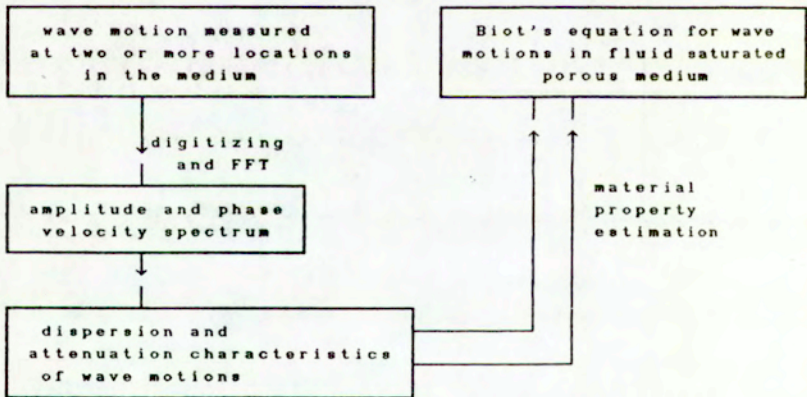 wave motion measured
at two or more locations
in the medium
digitizing
and FFT
amplitude and phase
velocity spectrum
dispersion and
attenuation characteristics
of wave motions
Biot's equation for wave
motions in fluid saturated
porous medium
material
property
estimation